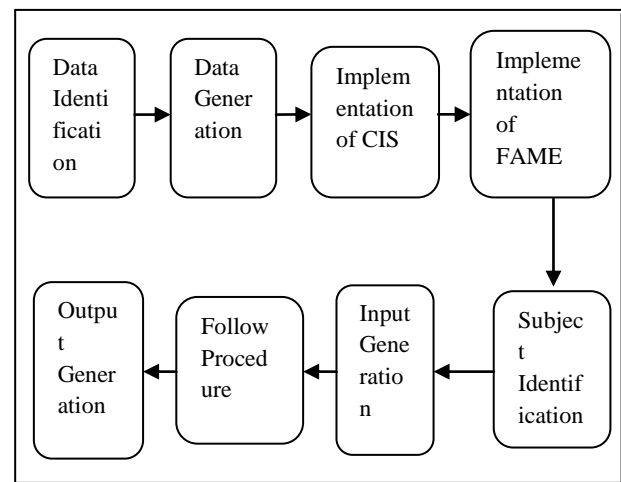 Data
Identi
ficati
on
Data
Gener
ation
Implem
entation
of CIS
Impleme
ntation
of
FAME
Subjec
t
Identif
ication
Input
Gene
ratio
n
Follow
Proced
ure
Outpu
t
Gener
ation